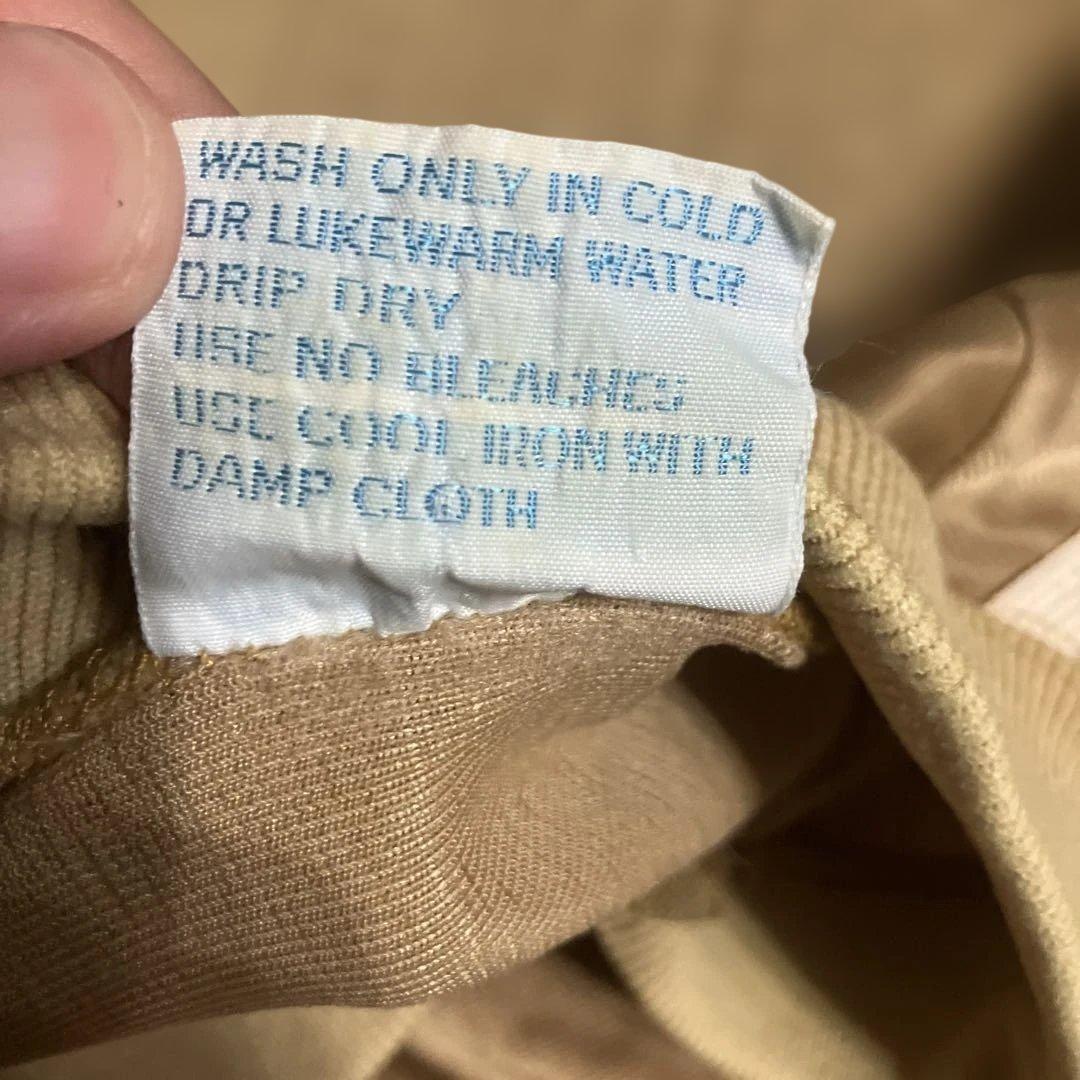 WASH ONLY IN COLD
OR LUKEWARM WATER
DRIP DRY
USE NO BLEACHES
USE COOL IRON WITH
DAMP CLOTH